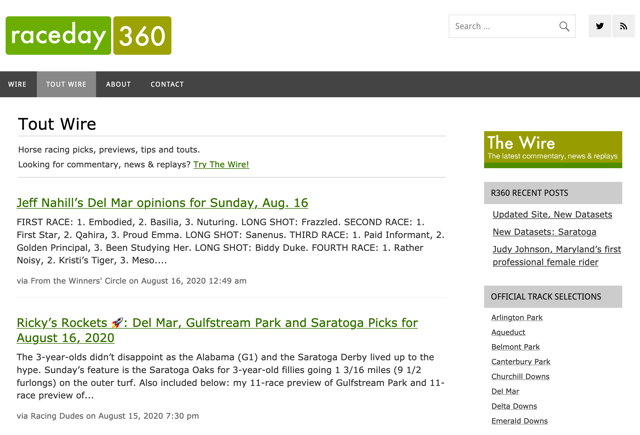 raceday 360
Search ...
WIRE TOUT WIRE ABOUT CONTACT
Tout Wire
Horse racing picks, previews, tips and touts.
Looking for commentary, news & replays? Try The Wire!
Jeff Nahill's Del Mar opinions for Sunday, Aug. 16
FIRST RACE: 1. Embodied, 2. Basilia, 3. Nuturing. LONG SHOT: Frazzled. SECOND RACE: 1.
First Star, 2. Qahira, 3. Proud Emma. LONG SHOT: Sanenus. THIRD RACE: 1. Paid Informant, 2.
Golden Principal, 3. Been Studying Her. LONG SHOT: Biddy Duke. FOURTH RACE: 1. Rather
Noisy, 2. Kristi's Tiger, 3. Meso....
via From the Winners' Circle on August 16, 2020 12:49 am
Ricky's Rockets 🚀: Del Mar, Gulfstream Park and Saratoga Picks for
August 16, 2020
The 3-year-olds didn't disappoint as the Alabama (G1) and the Saratoga Derby lived up to the
hype. Sunday's feature is the Saratoga Oaks for 3-year-old fillies going 1 3/16 miles (9 1/2
furlongs) on the outer turf. Also included below: my 11-race preview of Gulfstream Park and 11-
race preview of...
via Racing Dudes on August 15, 2020 7:30 pm
The Wire
The latest commentary, news & replays
R360 RECENT POSTS
Updated Site, New Datasets
New Datasets: Saratoga
Judy Johnson, Maryland's first
professional female rider
OFFICIAL TRACK SELECTIONS
Arlington Park
Aqueduct
Belmont Park
Canterbury Park
Churchill Downs
Del Mar
Delta Downs
Emerald Downs